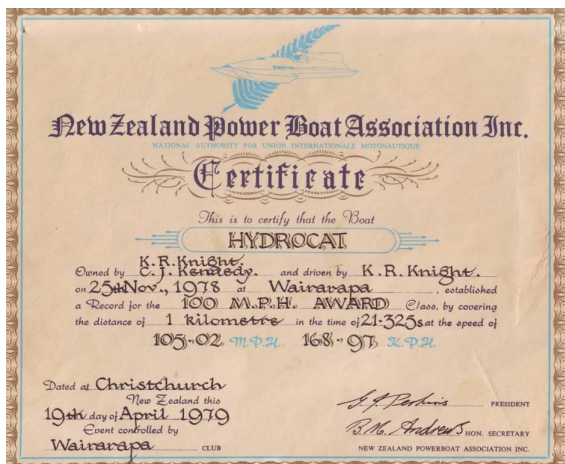 New Zealand Power Boat Association Inc.
NATIONAL AUTHORITY FOR UNION INTERNATIONALE MOTONAUTIQUE
Certificate
This is to certify that the Boat
HYDROCAT
Owned by K.R. Knight. C. J. Kennedy. and driven by K. R. Knight.
on 25th Nov., 1978 at Wairarapa, established
a Record for the 100 M.P.H. AWARD Class, by covering
the distance of 1 kilometre in the time of 21.325s at the speed of
105.02 M.P.H. 168.97 K.P.H.
Dated at Christchurch
New Zealand this
19th day of April 1979
Event controlled by
Wairarapa CLUB
G J Perkins PRESIDENT
B. M. Andrews HON. SECRETARY
NEW ZEALAND POWERBOAT ASSOCIATION INC.